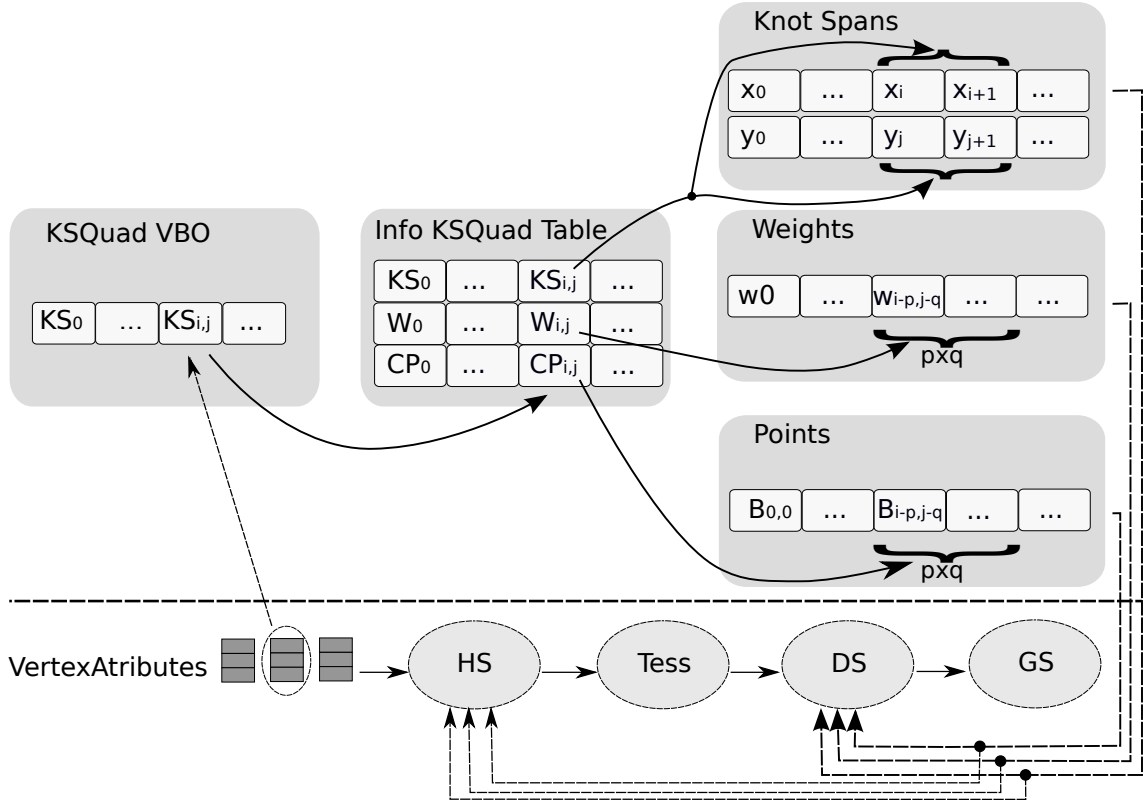 Knot Spans
x0 ... xi xi+1 ...
y0 ... yj yj+1 ...
KSQuad VBO
KS0 ... KSi,j ...
Info KSQuad Table
KS0 ... KSi,j ...
W0 ... Wi,j ...
CP0 ... CPi,j ...
Weights
w0 ... wi-p,j-q ... ...
pxq
Points
B0,0 ... Bi-p,j-q ... ...
pxq
VertexAtributes
HS
Tess
DS
GS